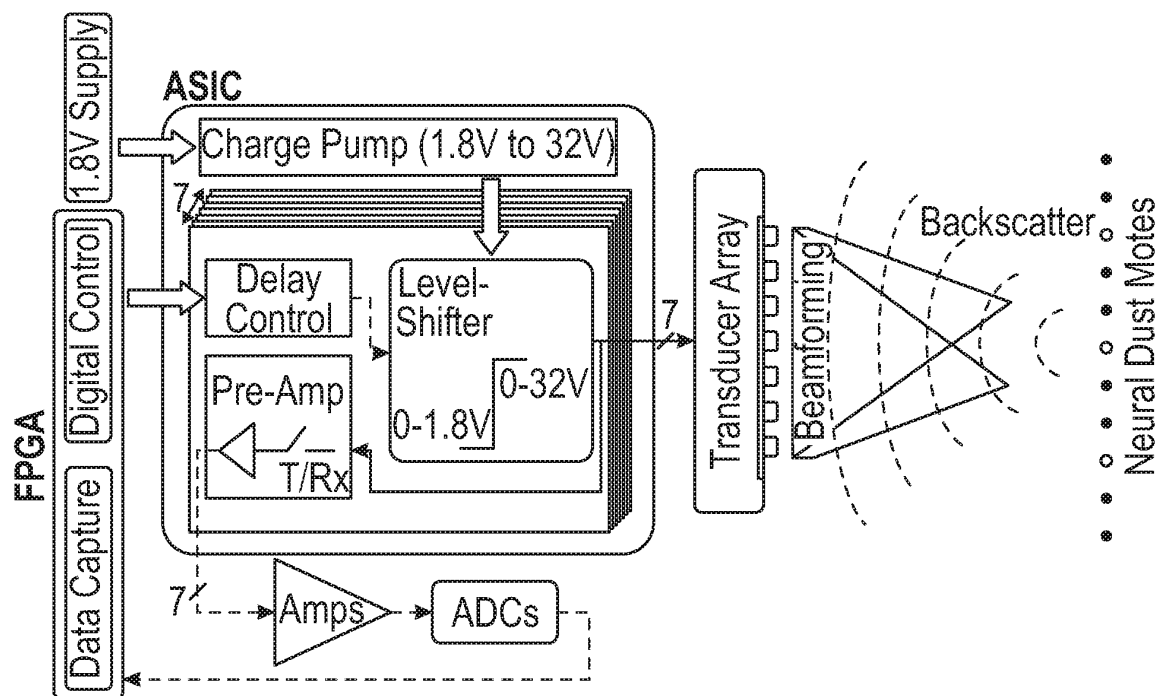 1.8V Supply
ASIC
Charge Pump (1.8V to 32V)
7
FPGA
Digital Control
Delay
Control
Level-
Shifter
0-32V
0-1.8V
Pre-Amp
T/Rx
7
Transducer Array
Beamforming
Backscatter
Neural Dust Motes
Data Capture
7
Amps
ADCs